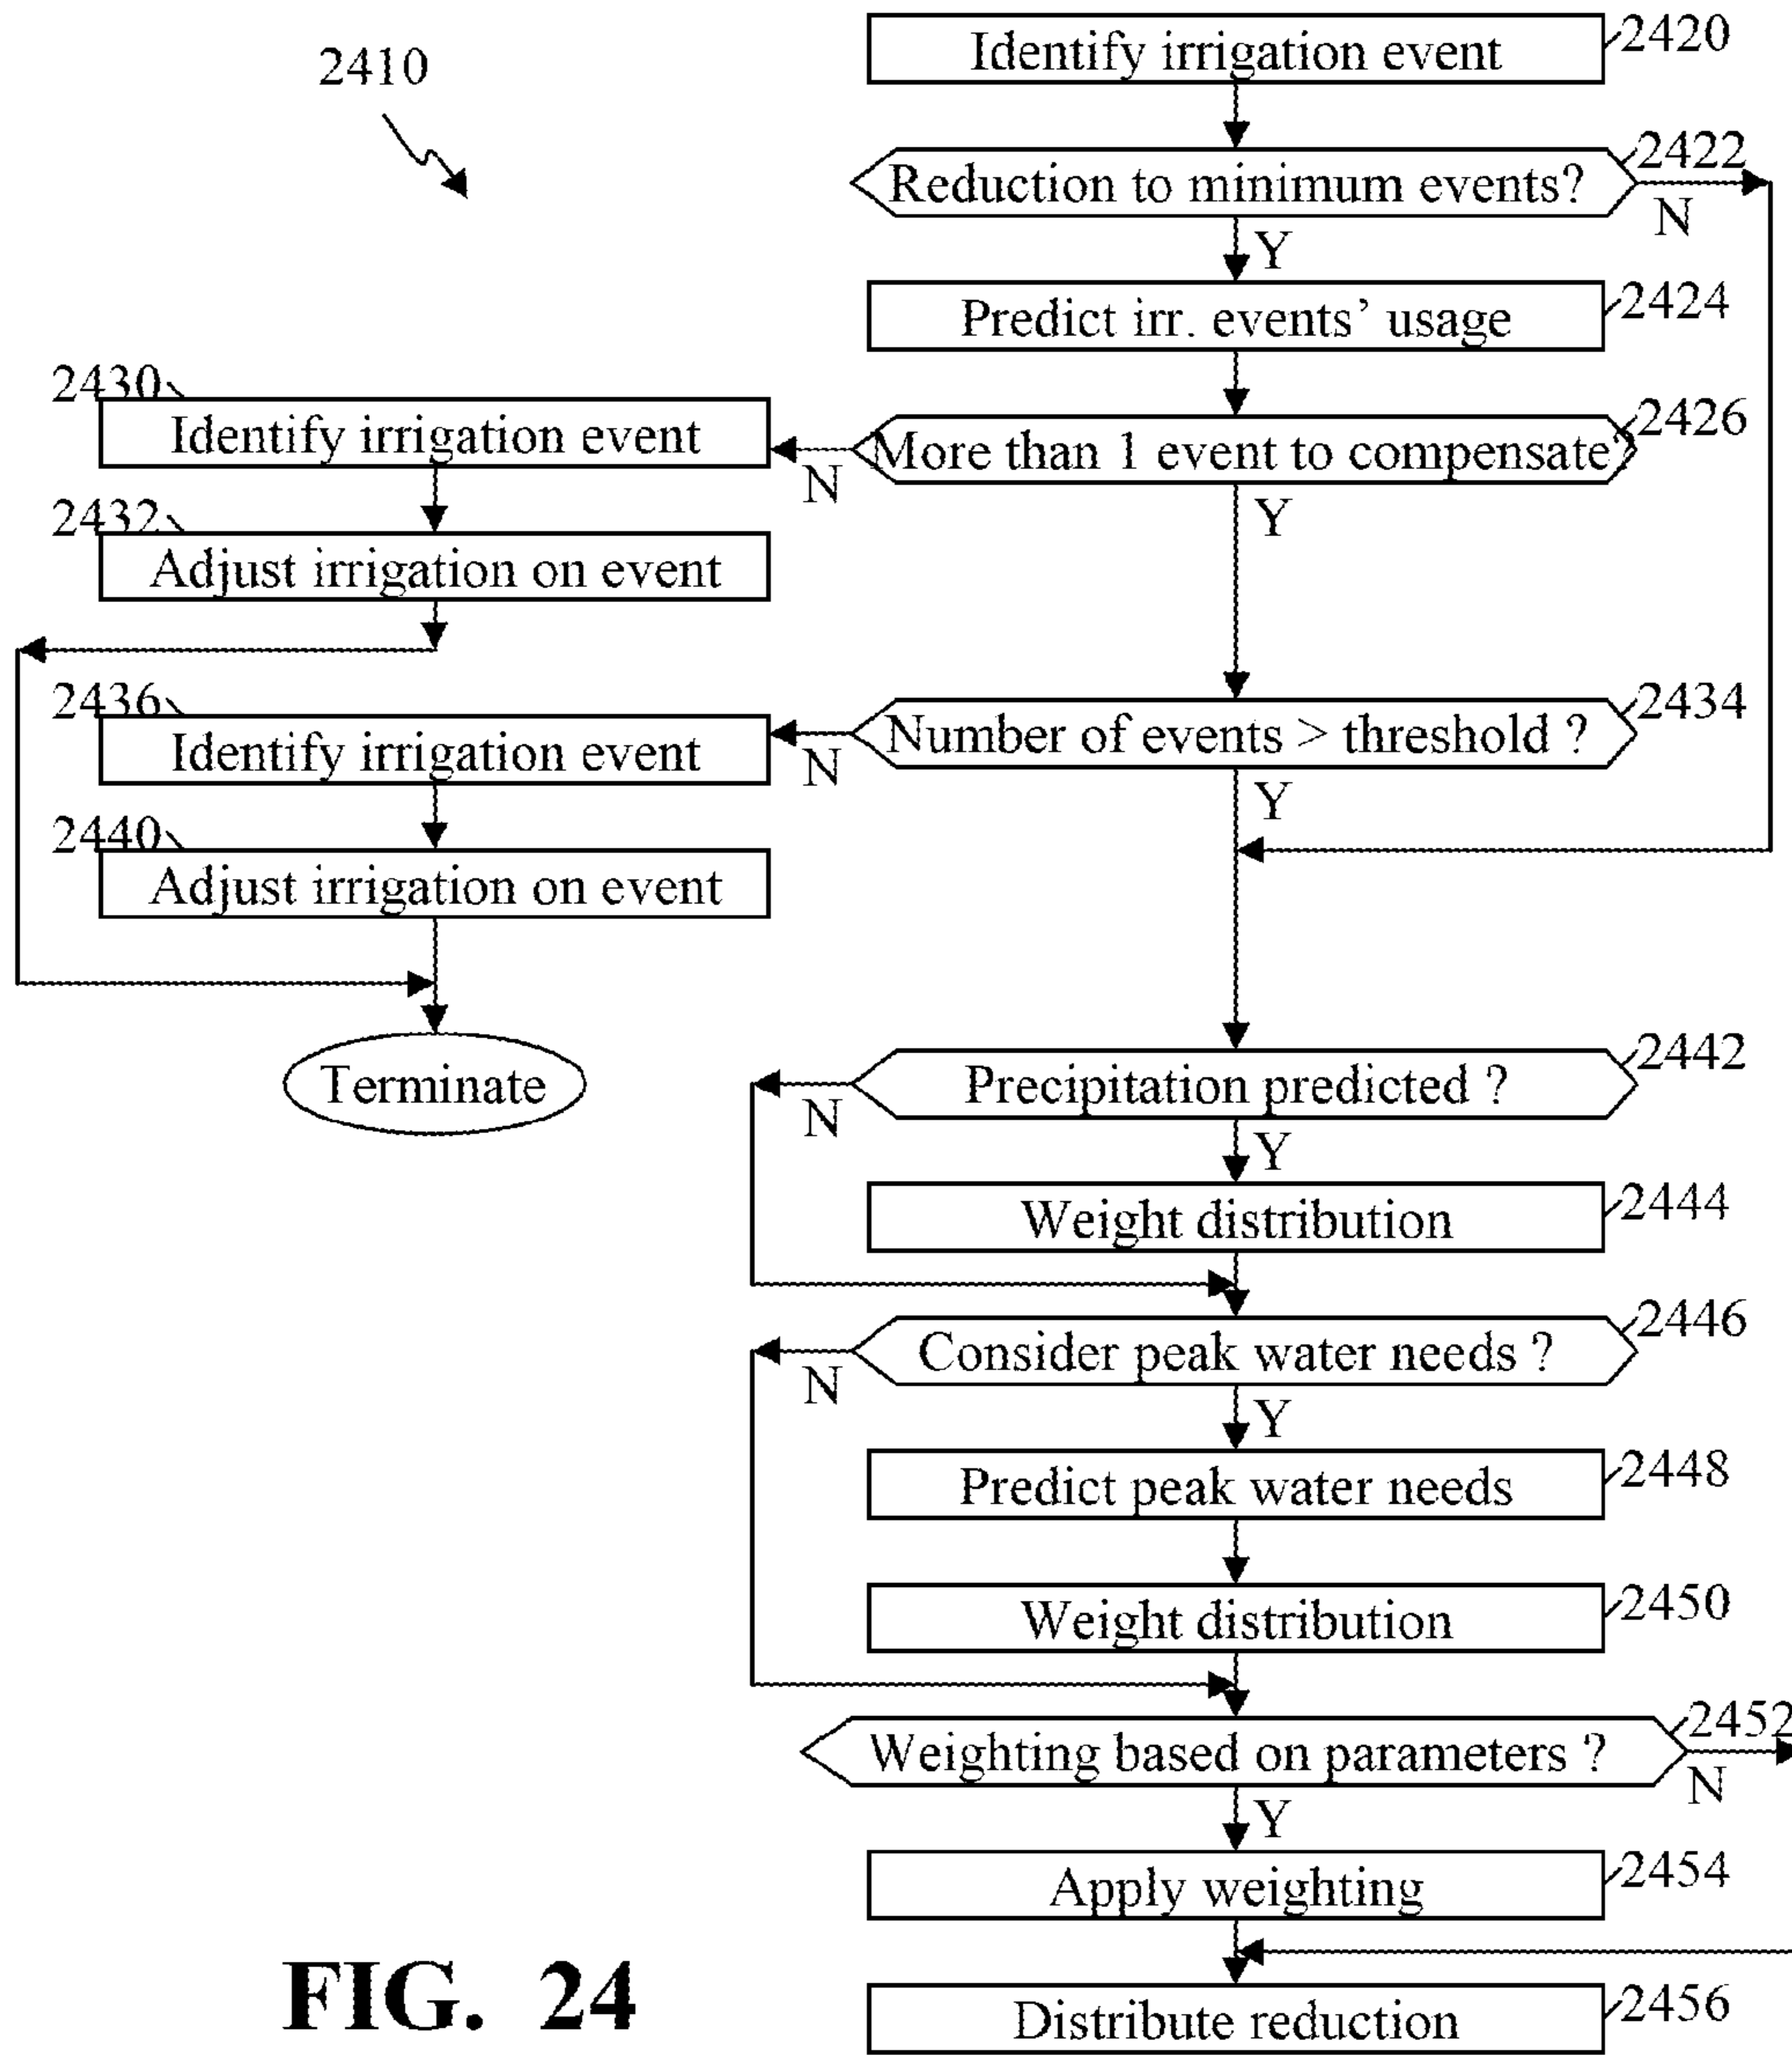 2410
Identify irrigation event
2420
Reduction to minimum events?
2422
N
Y
Predict irr. events’ usage
2424
More than 1 event to compensate?
2426
N
Y
2430
Identify irrigation event
2432
Adjust irrigation on event
Number of events > threshold ?
2434
N
Y
2436
Identify irrigation event
2440
Adjust irrigation on event
Terminate
Precipitation predicted ?
2442
N
Y
Weight distribution
2444
Consider peak water needs ?
2446
N
Y
Predict peak water needs
2448
Weight distribution
2450
Weighting based on parameters ?
2452
N
Y
Apply weighting
2454
Distribute reduction
2456
FIG. 24